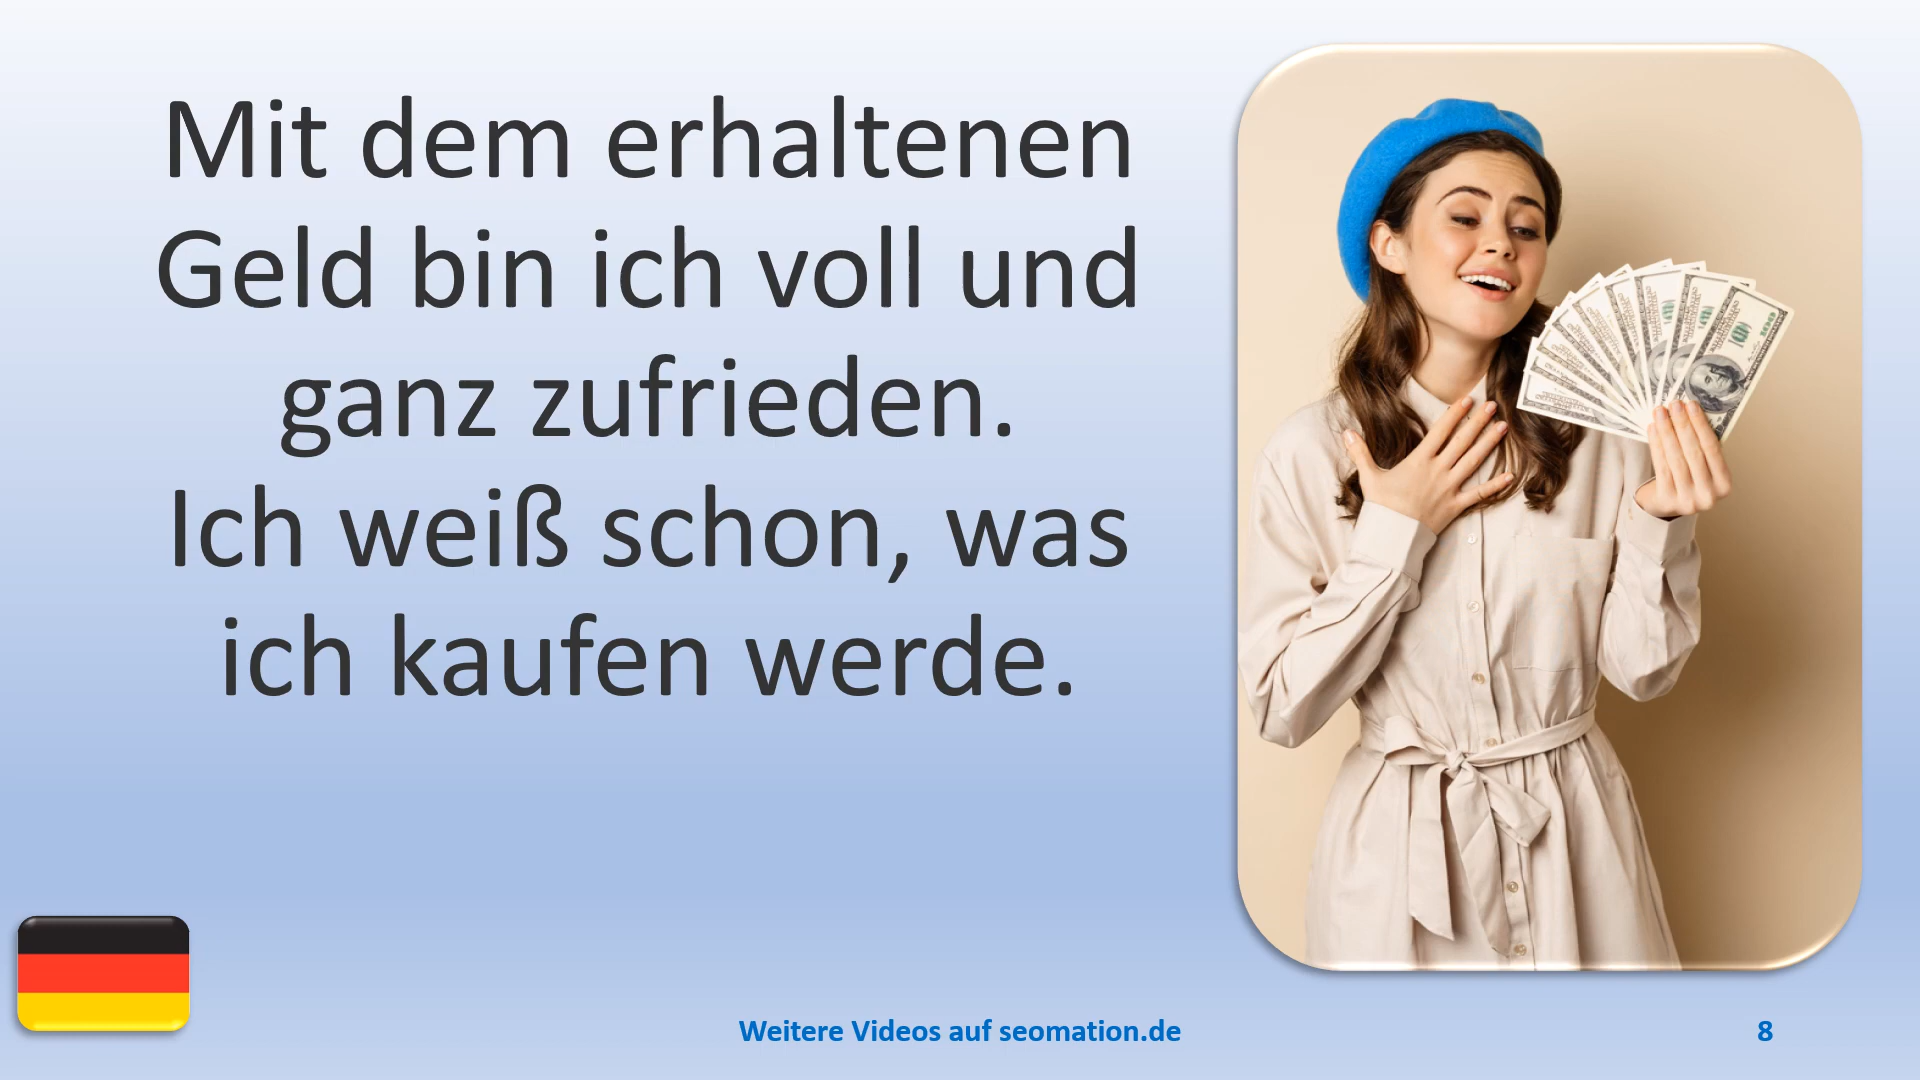 Mit dem erhaltenen
Geld bin ich voll und
ganz zufrieden.
Ich weiß schon, was
ich kaufen werde.
Weitere Videos auf seomation.de
8